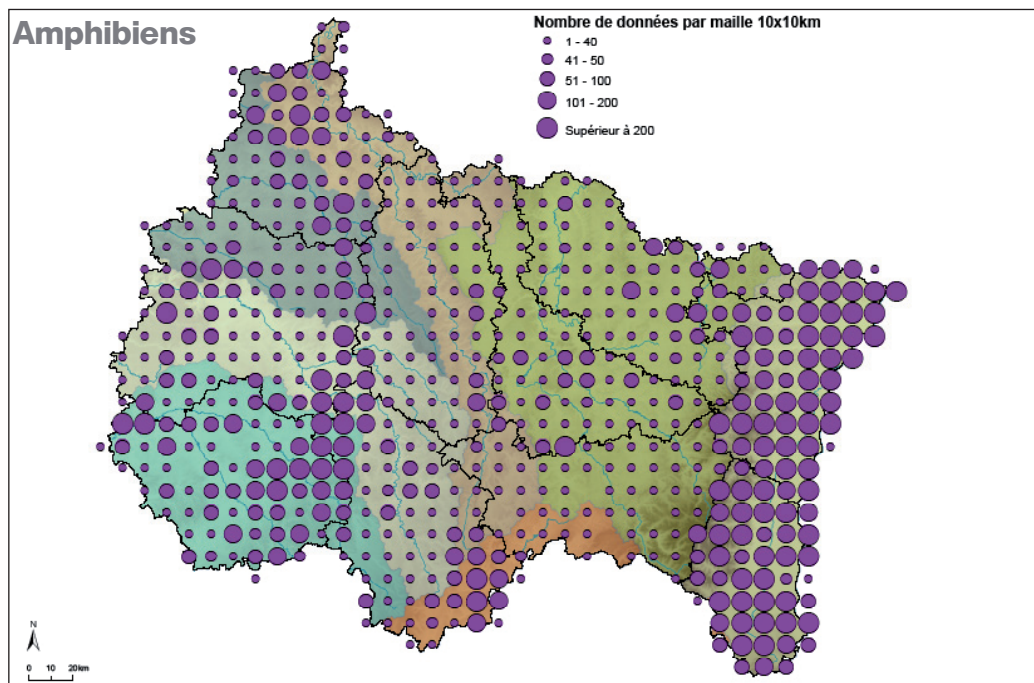 Amphibiens
Nombre de données par maille 10x10km
1 - 40
41 - 50
51 - 100
101 - 200
Supérieur à 200
N
0 10 20km